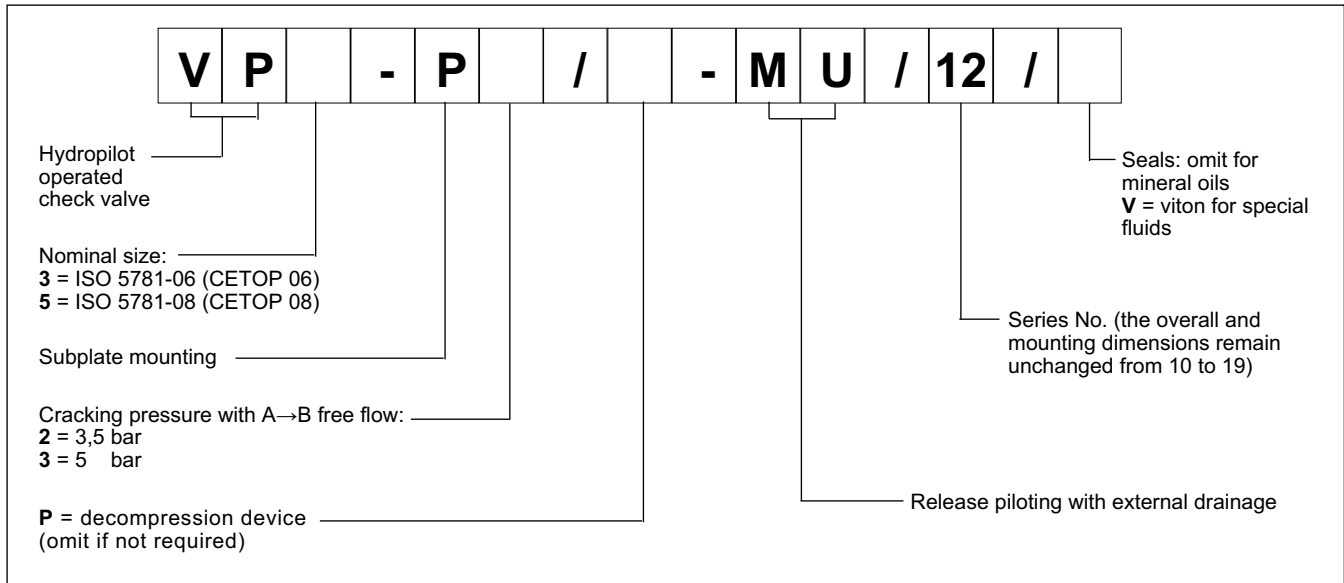 V P - P / - M U / 12 /
Hydropilot
operated
check valve
Nominal size:
3 = ISO 5781-06 (CETOP 06)
5 = ISO 5781-08 (CETOP 08)
Subplate mounting
Cracking pressure with A→B free flow:
2 = 3,5 bar
3 = 5 bar
P = decompression device
(omit if not required)
Seals: omit for
mineral oils
V = viton for special
fluids
Series No. (the overall and
mounting dimensions remain
unchanged from 10 to 19)
Release piloting with external drainage